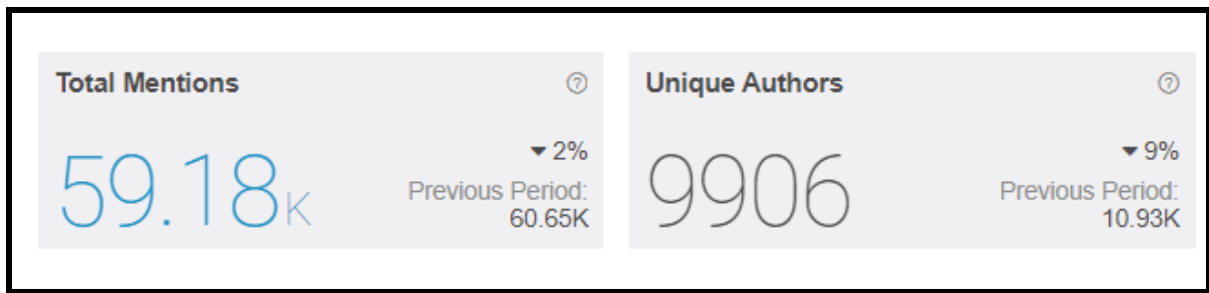 Total Mentions
59.18K
▼ 2%
Previous Period:
60.65K
Unique Authors
9906
▼ 9%
Previous Period:
10.93K